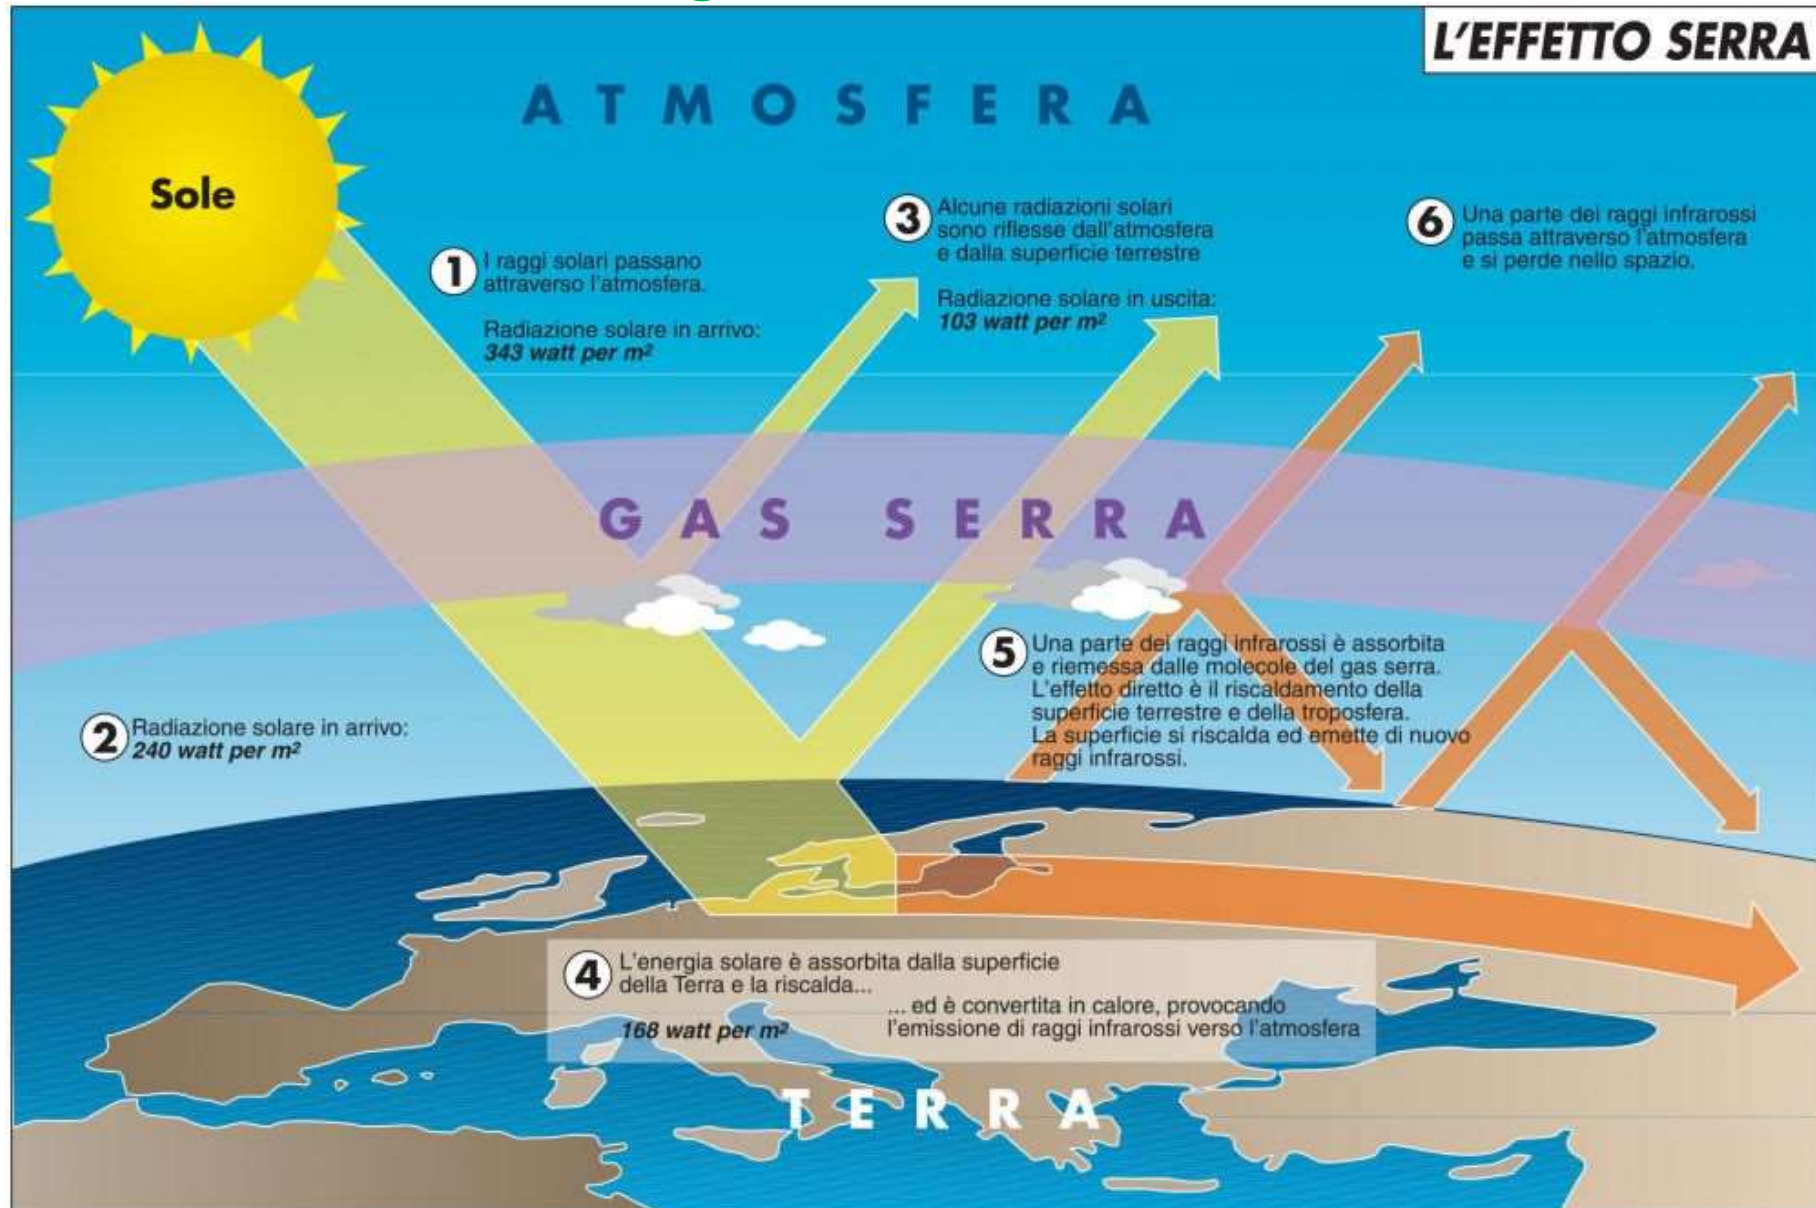 L'EFFETTO SERRA
ATMOSFERA
Sole
1 I raggi solari passano
attraverso l'atmosfera.
Radiazione solare in arrivo:
343 watt per m²
3 Alcune radiazioni solari
sono riflesse dall'atmosfera
e dalla superficie terrestre
Radiazione solare in uscita:
103 watt per m²
6 Una parte dei raggi infrarossi
passa attraverso l'atmosfera
e si perde nello spazio.
GAS SERRA
2 Radiazione solare in arrivo:
240 watt per m²
5 Una parte dei raggi infrarossi è assorbita
e riemessa dalle molecole del gas serra.
L'effetto diretto è il riscaldamento della
superficie terrestre e della troposfera.
La superficie si riscalda ed emette di nuovo
raggi infrarossi.
4 L'energia solare è assorbita dalla superficie
della Terra e la riscalda...
168 watt per m²
... ed è convertita in calore, provocando
l'emissione di raggi infrarossi verso l'atmosfera
TERRA